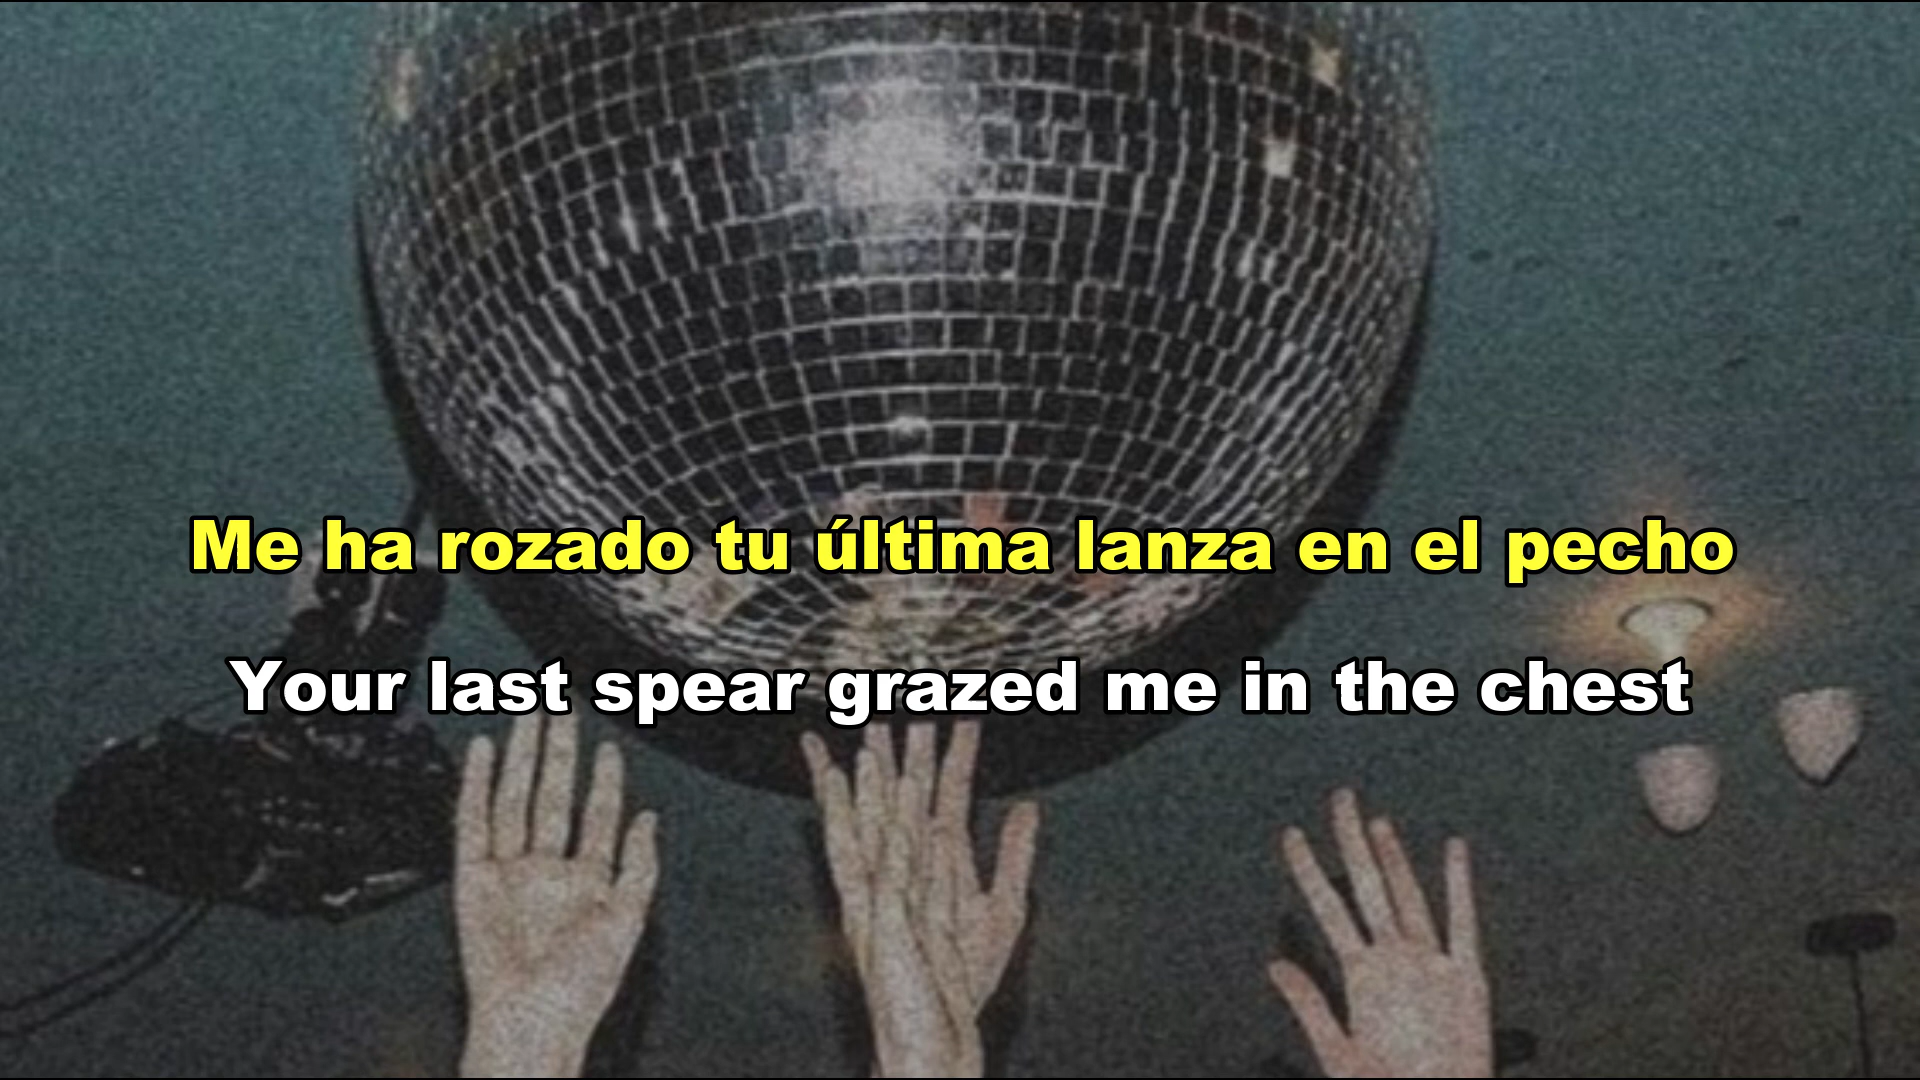 Me ha rozado tu última lanza en el pecho
Your last spear grazed me in the chest